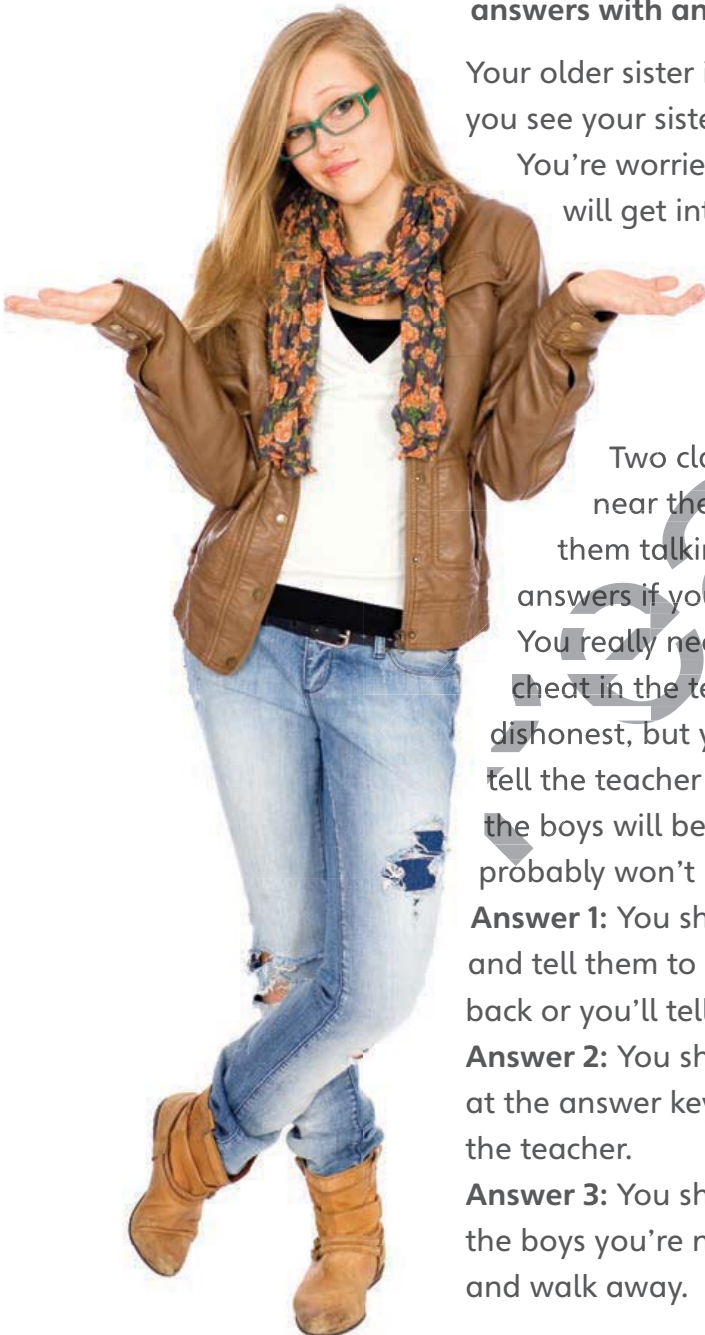 answers with an
Your older sister i
you see your siste
You're worrie
will get int
Two cla
near the
them talkin
answers if you
You really nee
cheat in the te
dishonest, but y
tell the teacher
the boys will be
probably won't
Answer 1: You sh
and tell them to
back or you'll tell
Answer 2: You sh
at the answer key
the teacher.
Answer 3: You sh
the boys you're n
and walk away.